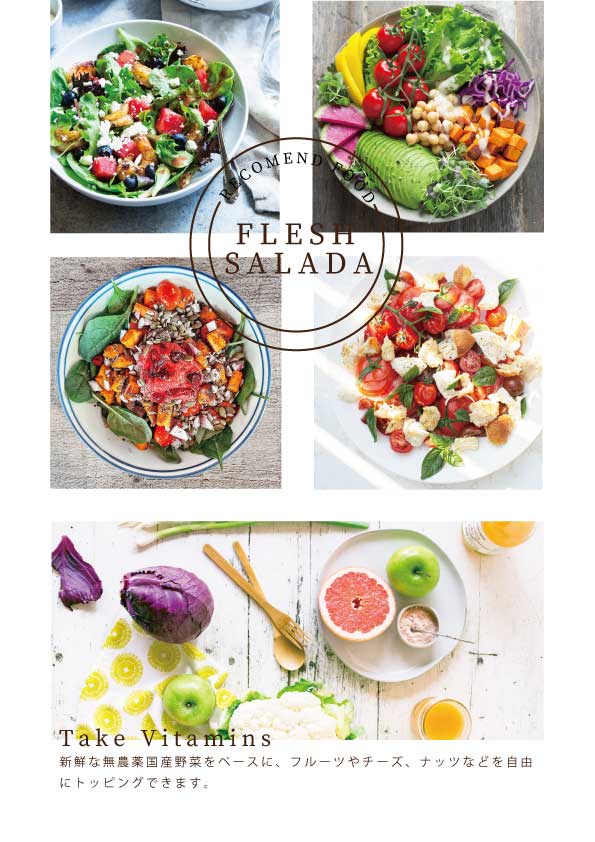 RECOMEND FOOD
FLESH
SALADA
Take Vitamins
新鮮な無農薬国産野菜をベースに、フルーツやチーズ、ナッツなどを自由
にトッピングできます。